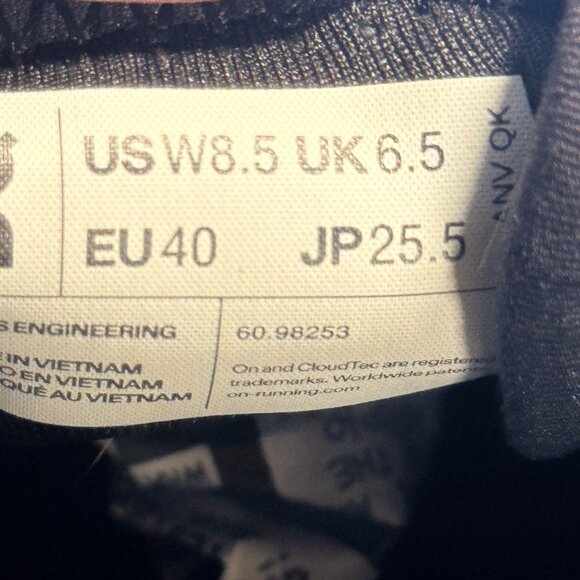 US W8.5 UK 6.5
EU 40 JP 25.5
ANV QK
ENGINEERING
60.98253
IN VIETNAM
EN VIETNAM
AU VIETNAM
On and CloudTec are registered
trademarks. Worldwide
on-running.com